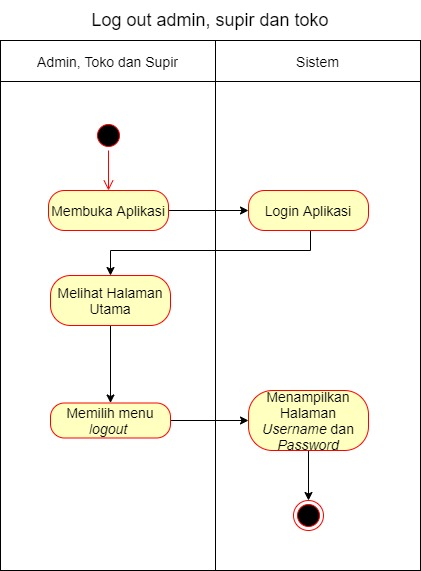 Log out admin, supir dan toko
Admin, Toko dan Supir
Sistem
Membuka Aplikasi
Login Aplikasi
Melihat Halaman
Utama
Memilih menu
logout
Menampilkan
Halaman
Username dan
Password